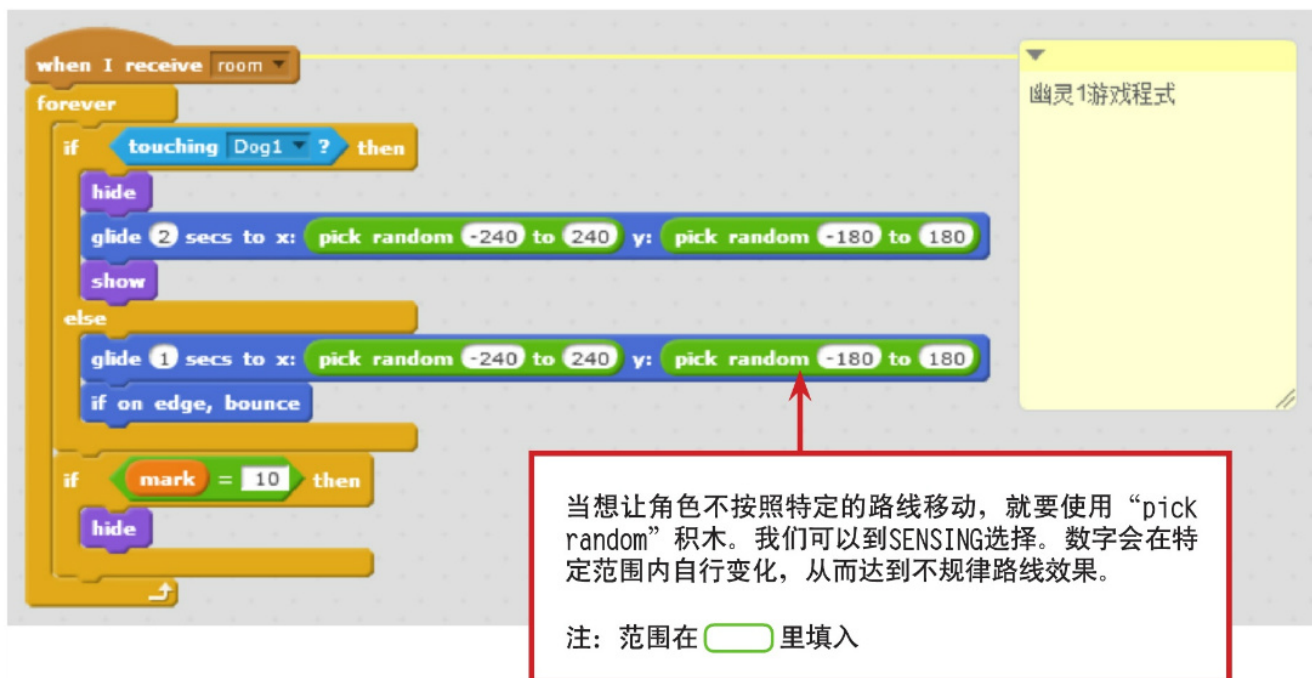 when I receive room
幽灵1游戏程式
forever
if touching Dog1 ? then
hide
glide 2 secs to x: pick random -240 to 240 y: pick random -180 to 180
show
else
glide 1 secs to x: pick random -240 to 240 y: pick random -180 to 180
if on edge, bounce
if mark = 10 then
hide
当想让角色不按照特定的路线移动，就要使用“pick
random”积木。我们可以到SENSING选择。数字会在特
定范围内自行变化，从而达到不规律路线效果。
注：范围在 里填入